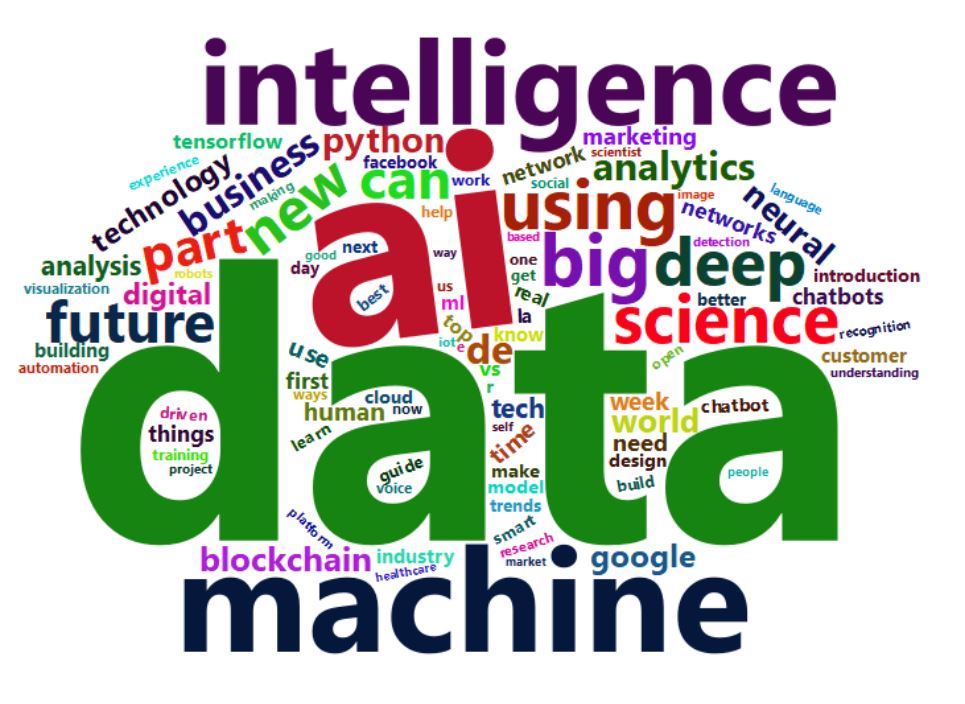 intelligence
tensorflow
python
marketing
experience
technology
business
making
new
facebook
can
work
network
scientist
social
analytics
ai
help
using
image
networks
neural
language
part
analysis
robots
visualization
digital
good
next
day
best
way
based
one
get
big
deep
detection
introduction
chatbots
better
future
us
ml
real
la
top
know
iot
e
de
vs
r
science
recognition
open
customer
understanding
building
automation
data
use
first
ways
cloud
now
human
learn
driven
things
training
project
guide
voice
tech
self
time
make
model
trends
week
world
chatbot
need
design
build
people
platform
smart
research
market
blockchain
industry
healthcare
google
machine